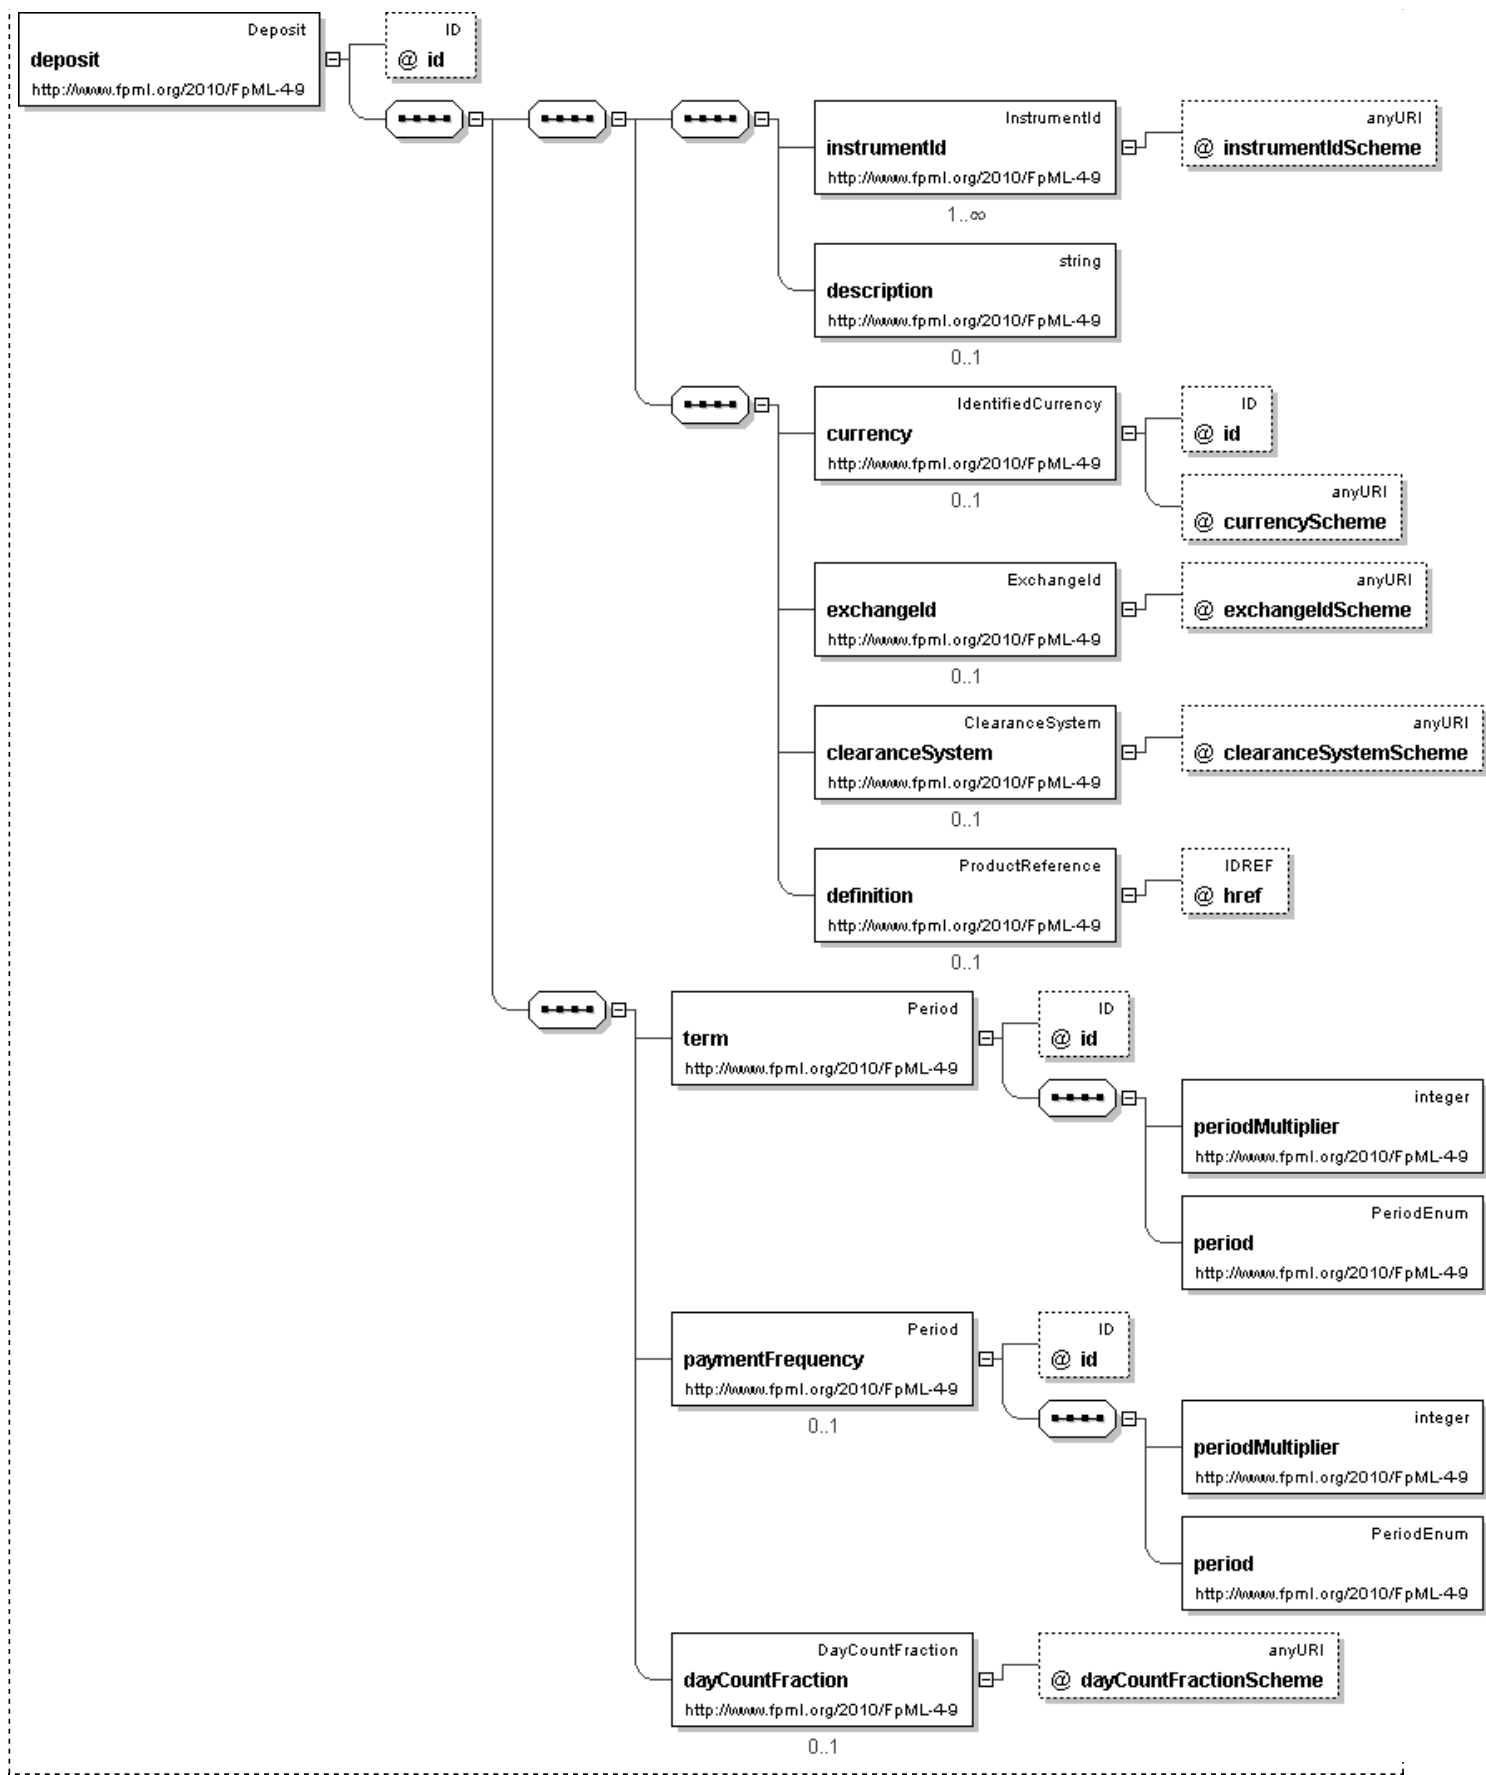 Deposit
deposit
http://www.fpml.org/2010/FpML-4-9
ID
@ id
InstrumentId
instrumentId
http://www.fpml.org/2010/FpML-4-9
1..∞
anyURI
@ instrumentIdScheme
string
description
http://www.fpml.org/2010/FpML-4-9
0..1
IdentifiedCurrency
currency
http://www.fpml.org/2010/FpML-4-9
0..1
ID
@ id
anyURI
@ currencyScheme
ExchangeId
exchangeId
http://www.fpml.org/2010/FpML-4-9
0..1
anyURI
@ exchangeIdScheme
ClearanceSystem
clearanceSystem
http://www.fpml.org/2010/FpML-4-9
0..1
anyURI
@ clearanceSystemScheme
ProductReference
definition
http://www.fpml.org/2010/FpML-4-9
0..1
IDREF
@ href
Period
term
http://www.fpml.org/2010/FpML-4-9
ID
@ id
integer
periodMultiplier
http://www.fpml.org/2010/FpML-4-9
PeriodEnum
period
http://www.fpml.org/2010/FpML-4-9
Period
paymentFrequency
http://www.fpml.org/2010/FpML-4-9
0..1
ID
@ id
integer
periodMultiplier
http://www.fpml.org/2010/FpML-4-9
PeriodEnum
period
http://www.fpml.org/2010/FpML-4-9
DayCountFraction
dayCountFraction
http://www.fpml.org/2010/FpML-4-9
0..1
anyURI
@ dayCountFractionScheme